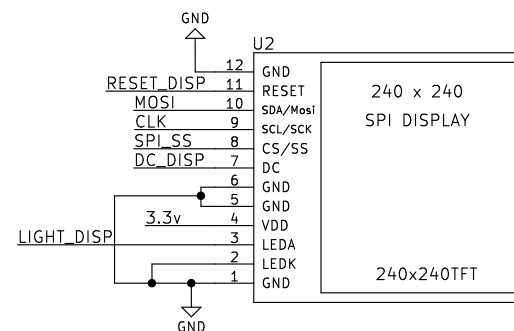 GND
U2
12 GND
RESET_DISP 11 RESET
MOSI 10 SDA/Mosi
CLK 9 SCL/SCK
SPI_SS 8 CS/SS
DC_DISP 7 DC
6 GND
5 GND
3.3v 4 VDD
LIGHT_DISP 3 LEDA
2 LEDK
1 GND
GND
240 x 240
SPI DISPLAY
240x240TFT